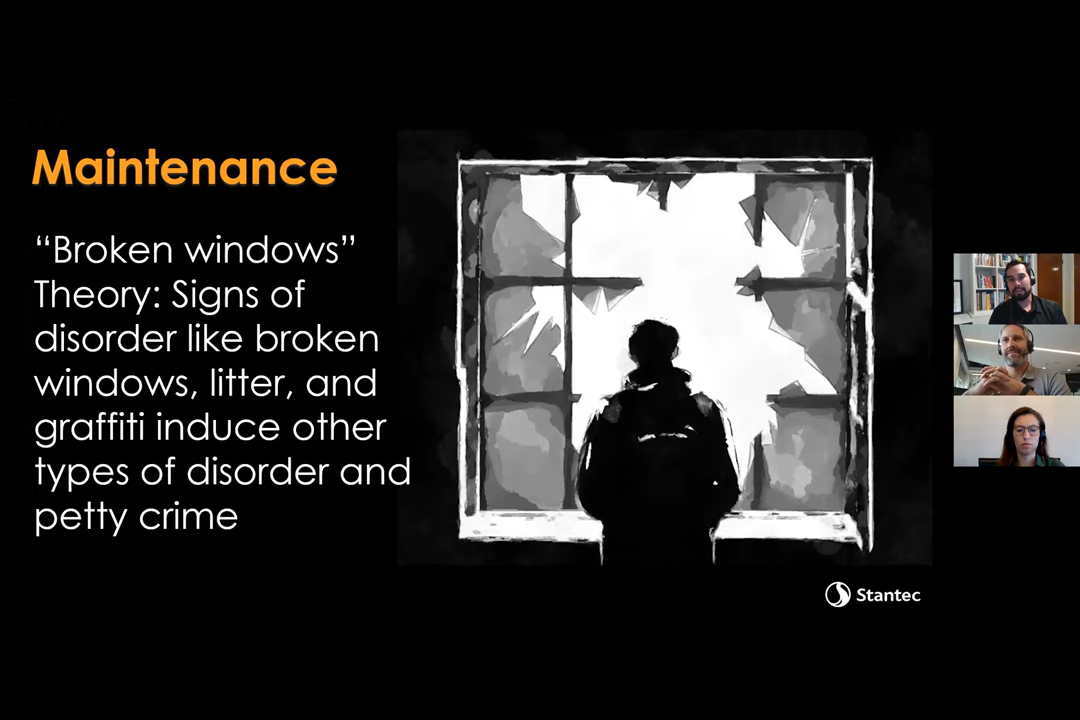 Maintenance
“Broken windows”
Theory: Signs of
disorder like broken
windows, litter, and
graffiti induce other
types of disorder and
petty crime
Stantec